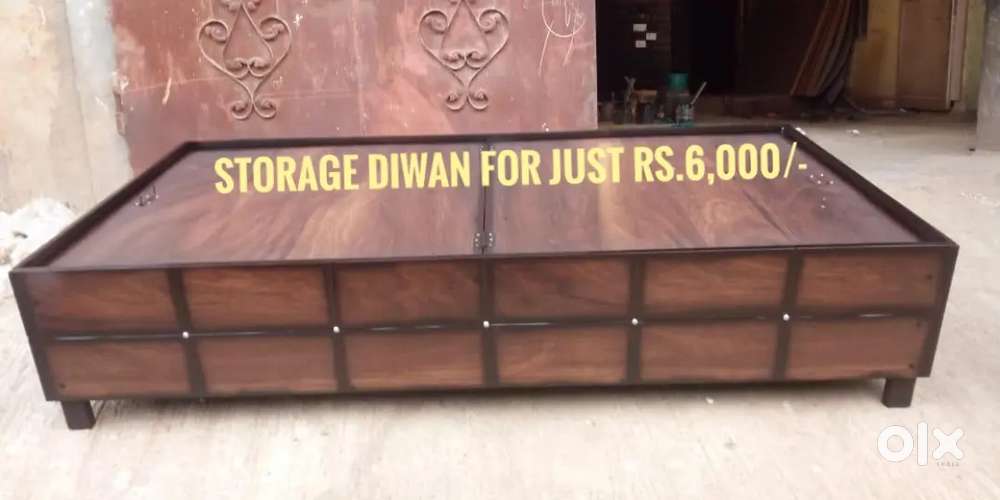 STORAGE DIWAN FOR JUST RS.6,000/-
olx